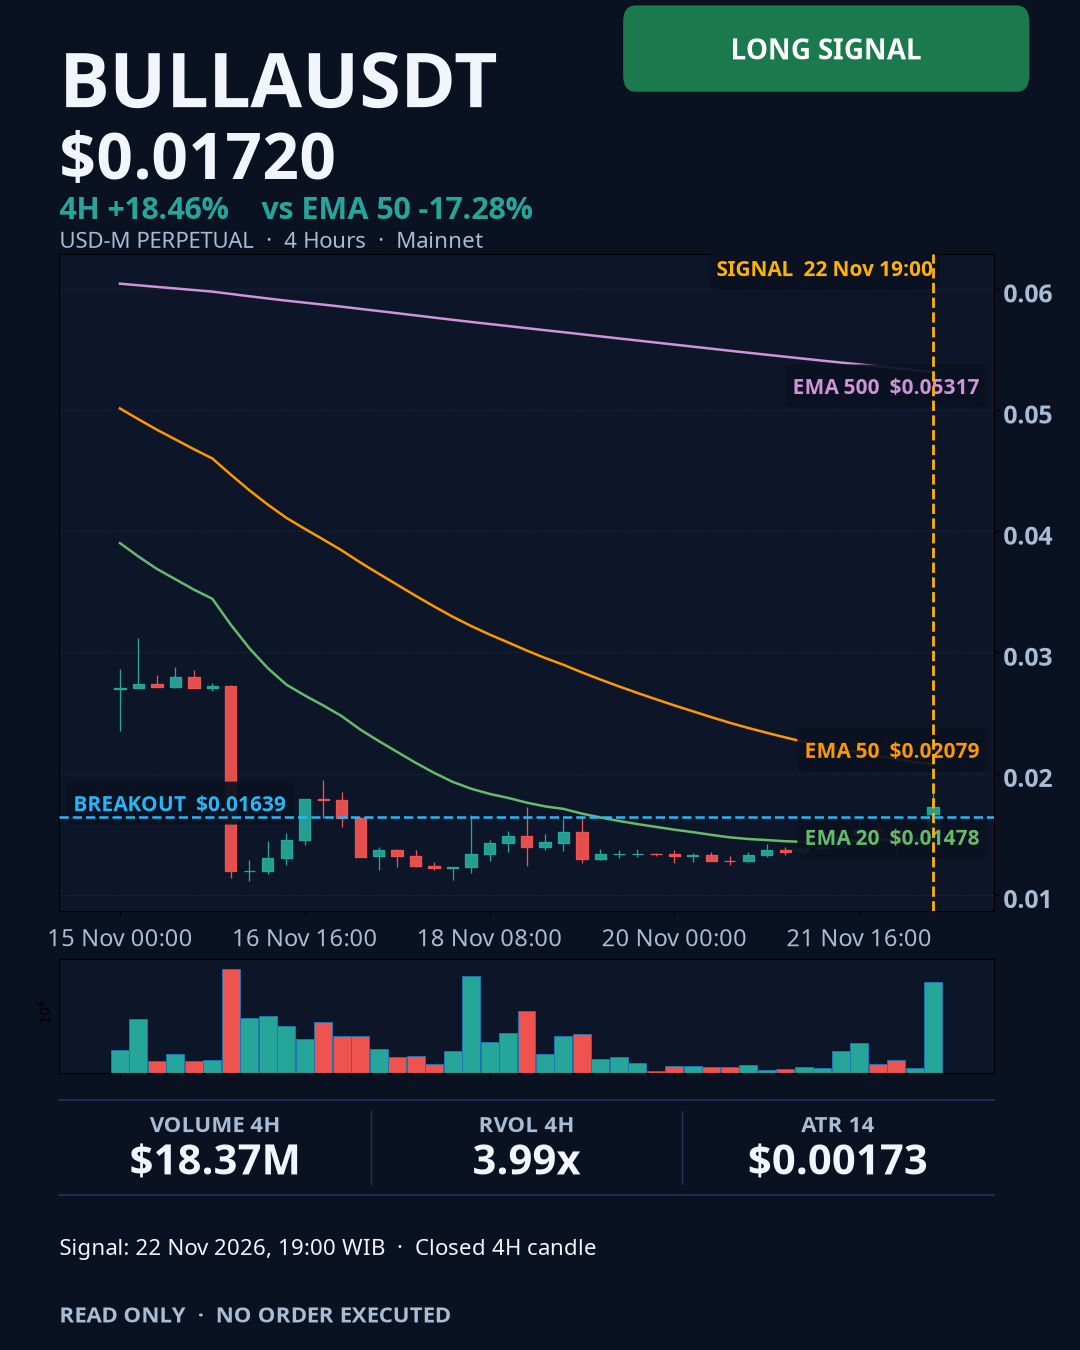 LONG SIGNAL
BULLAUSDT
$0.01720
4H +18.46% vs EMA 50 -17.28%
USD-M PERPETUAL · 4 Hours · Mainnet
SIGNAL 22 Nov 19:00
0.06
EMA 500 $0.05317
0.05
0.04
0.03
EMA 50 $0.02079
0.02
BREAKOUT $0.01639
EMA 20 $0.01478
0.01
15 Nov 00:00 16 Nov 16:00 18 Nov 08:00 20 Nov 00:00 21 Nov 16:00
10⁶
VOLUME 4H RVOL 4H ATR 14
$18.37M 3.99x $0.00173
Signal: 22 Nov 2026, 19:00 WIB · Closed 4H candle
READ ONLY · NO ORDER EXECUTED